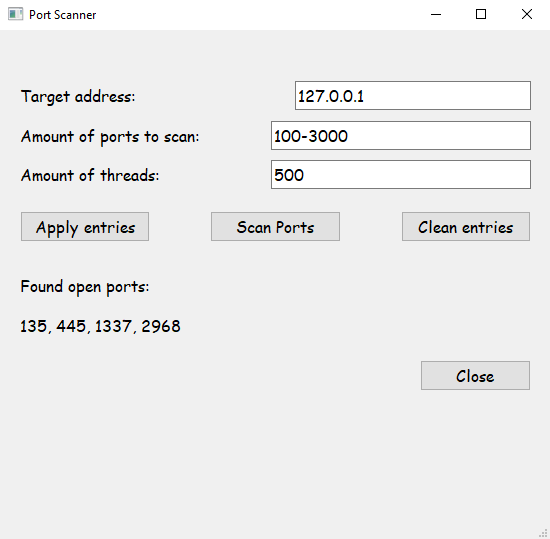 Port Scanner
Target address: 127.0.0.1
Amount of ports to scan: 100-3000
Amount of threads: 500
Apply entries Scan Ports Clean entries
Found open ports:
135, 445, 1337, 2968
Close